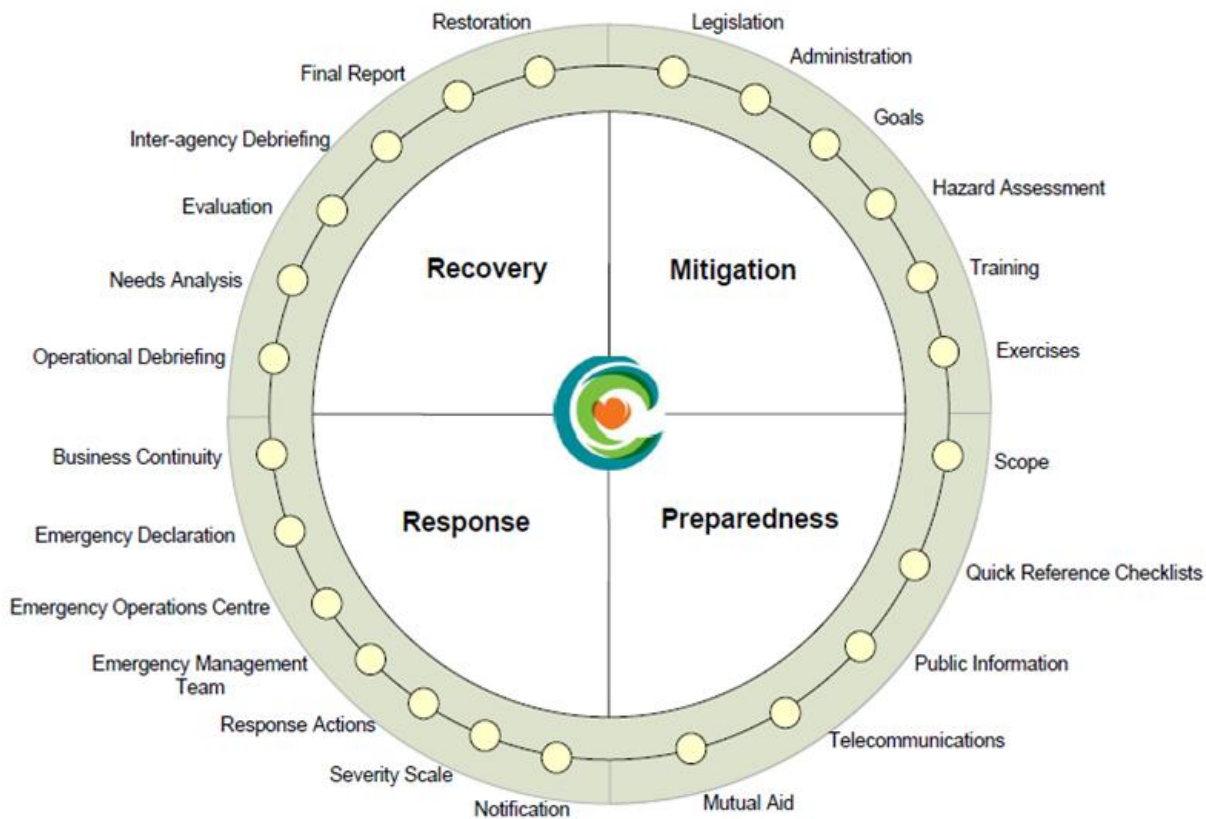 Restoration
Legislation
Final Report
Administration
Inter-agency Debriefing
Goals
Evaluation
Hazard Assessment
Needs Analysis
Recovery
Mitigation
Training
Operational Debriefing
Exercises
Business Continuity
Scope
Response
Preparedness
Emergency Declaration
Quick Reference Checklists
Emergency Operations Centre
Emergency Management
Team
Public Information
Response Actions
Telecommunications
Severity Scale
Notification
Mutual Aid